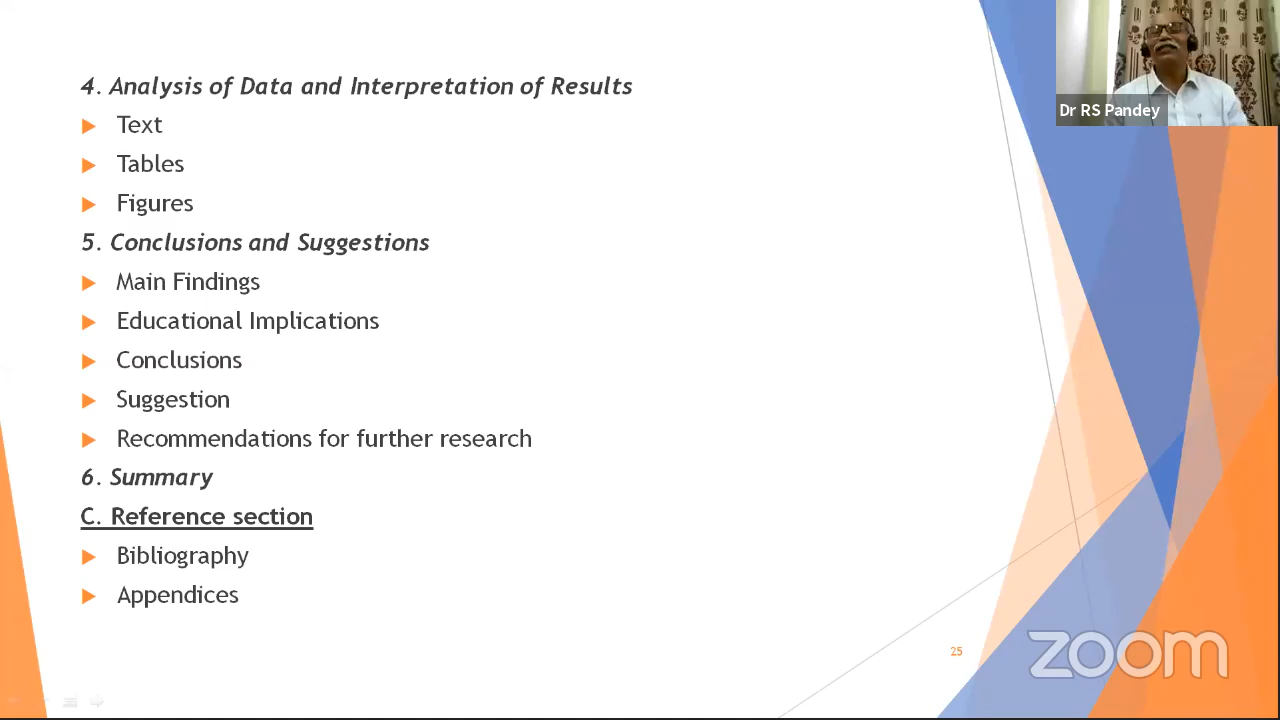 4. Analysis of Data and Interpretation of Results
Text
Tables
Figures
5. Conclusions and Suggestions
Main Findings
Educational Implications
Conclusions
Suggestion
Recommendations for further research
6. Summary
C. Reference section
Bibliography
Appendices
Dr RS Pandey
25
zoom